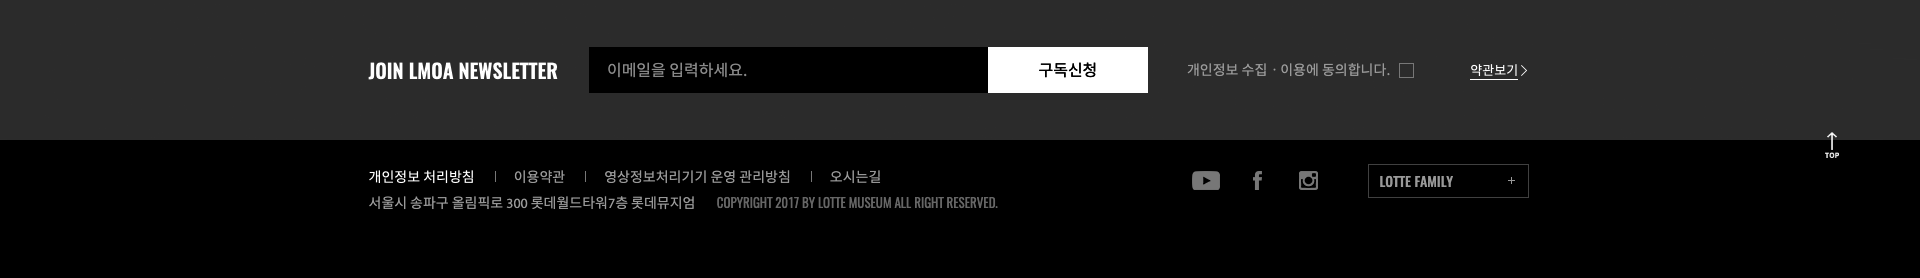 JOIN LMOA NEWSLETTER 이메일을 입력하세요. 구독신청 개인정보 수집 · 이용에 동의합니다. 약관보기
TOP
개인정보 처리방침 이용약관 영상정보처리기기 운영 관리방침 오시는길
LOTTE FAMILY +
서울시 송파구 올림픽로 300 롯데월드타워7층 롯데뮤지엄 COPYRIGHT 2017 BY LOTTE MUSEUM ALL RIGHT RESERVED.